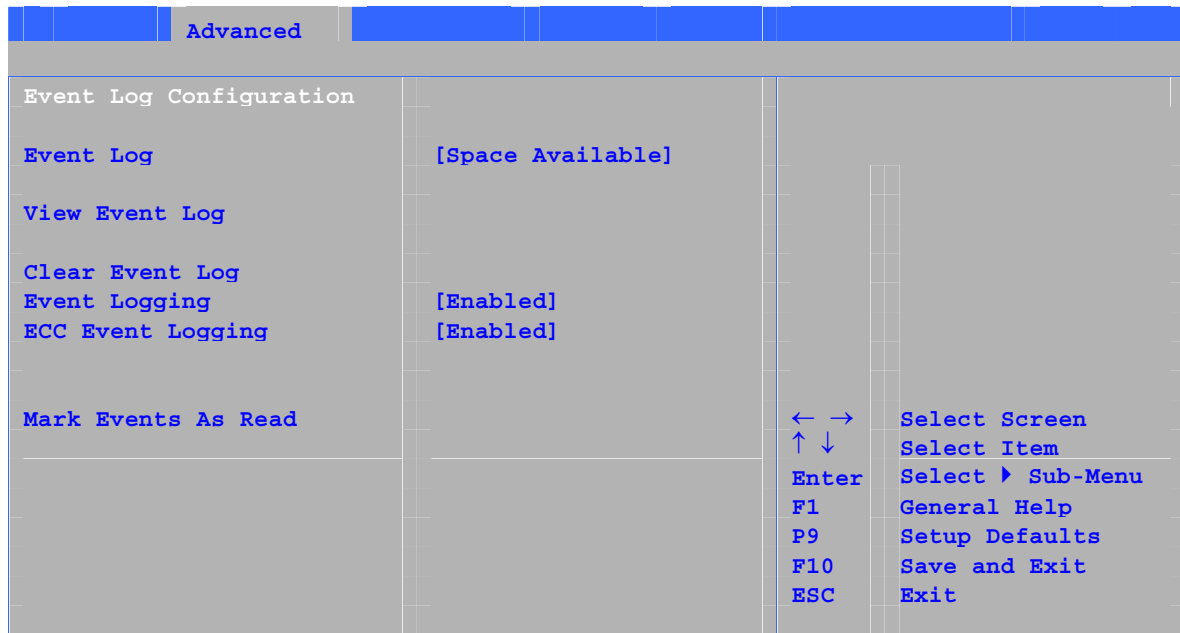 Advanced
Event Log Configuration
Event Log [Space Available]
View Event Log
Clear Event Log
Event Logging [Enabled]
ECC Event Logging [Enabled]
Mark Events As Read
← → Select Screen
↑ ↓ Select Item
Enter Select ▶ Sub-Menu
F1 General Help
P9 Setup Defaults
F10 Save and Exit
ESC Exit